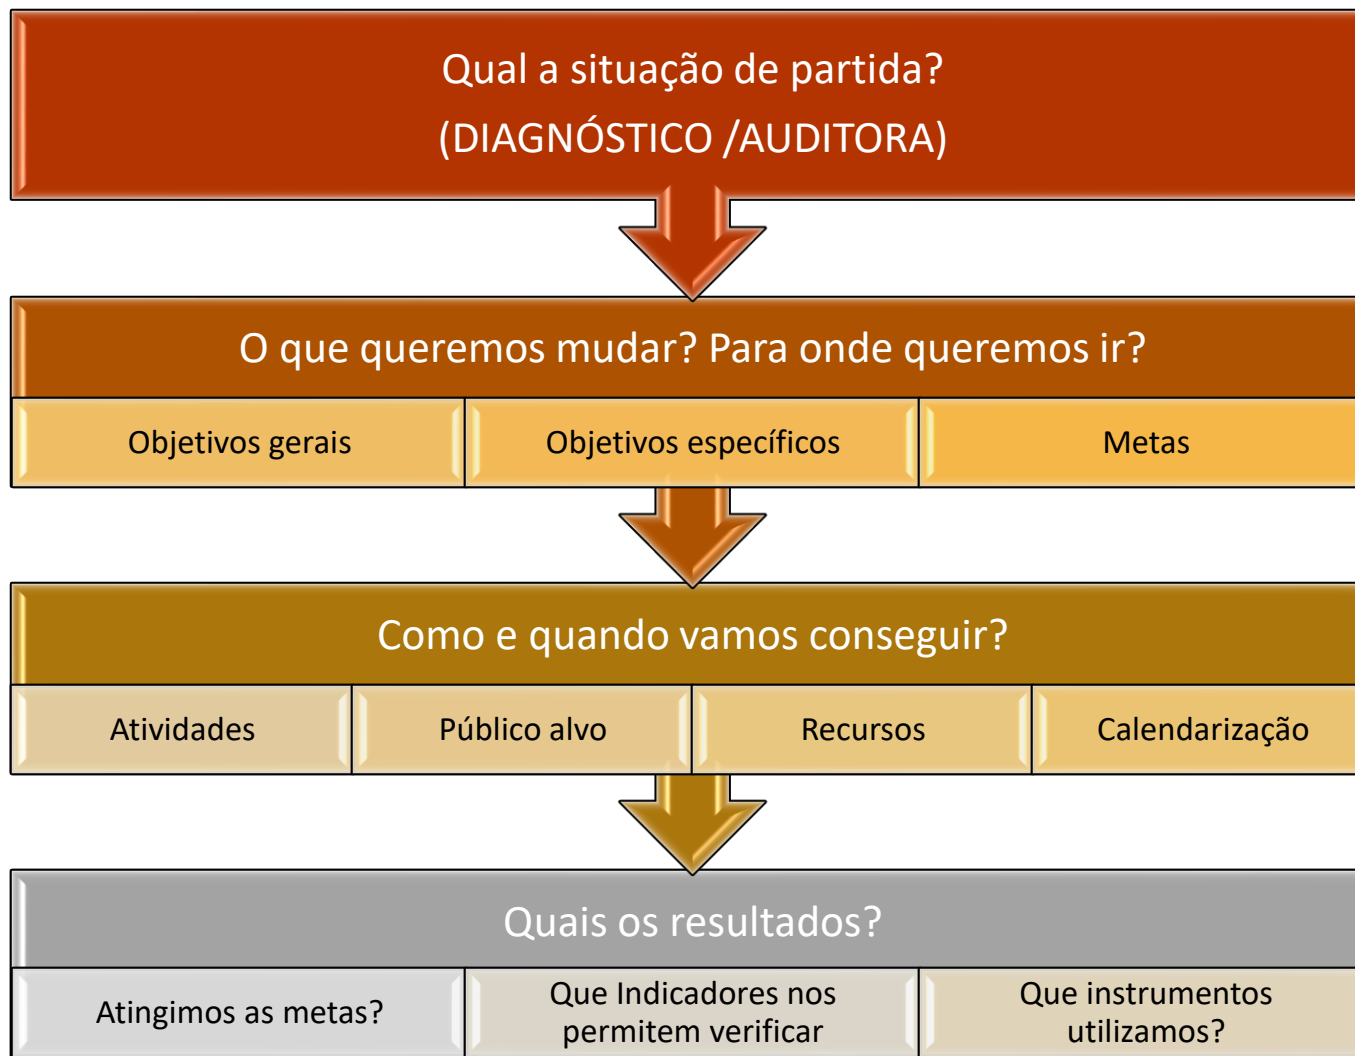 Qual a situação de partida?
(DIAGNÓSTICO /AUDITORA)
O que queremos mudar? Para onde queremos ir?
Objetivos gerais
Objetivos específicos
Metas
Como e quando vamos conseguir?
Atividades
Público alvo
Recursos
Calendarização
Quais os resultados?
Atingimos as metas?
Que Indicadores nos
permitem verificar
Que instrumentos
utilizamos?